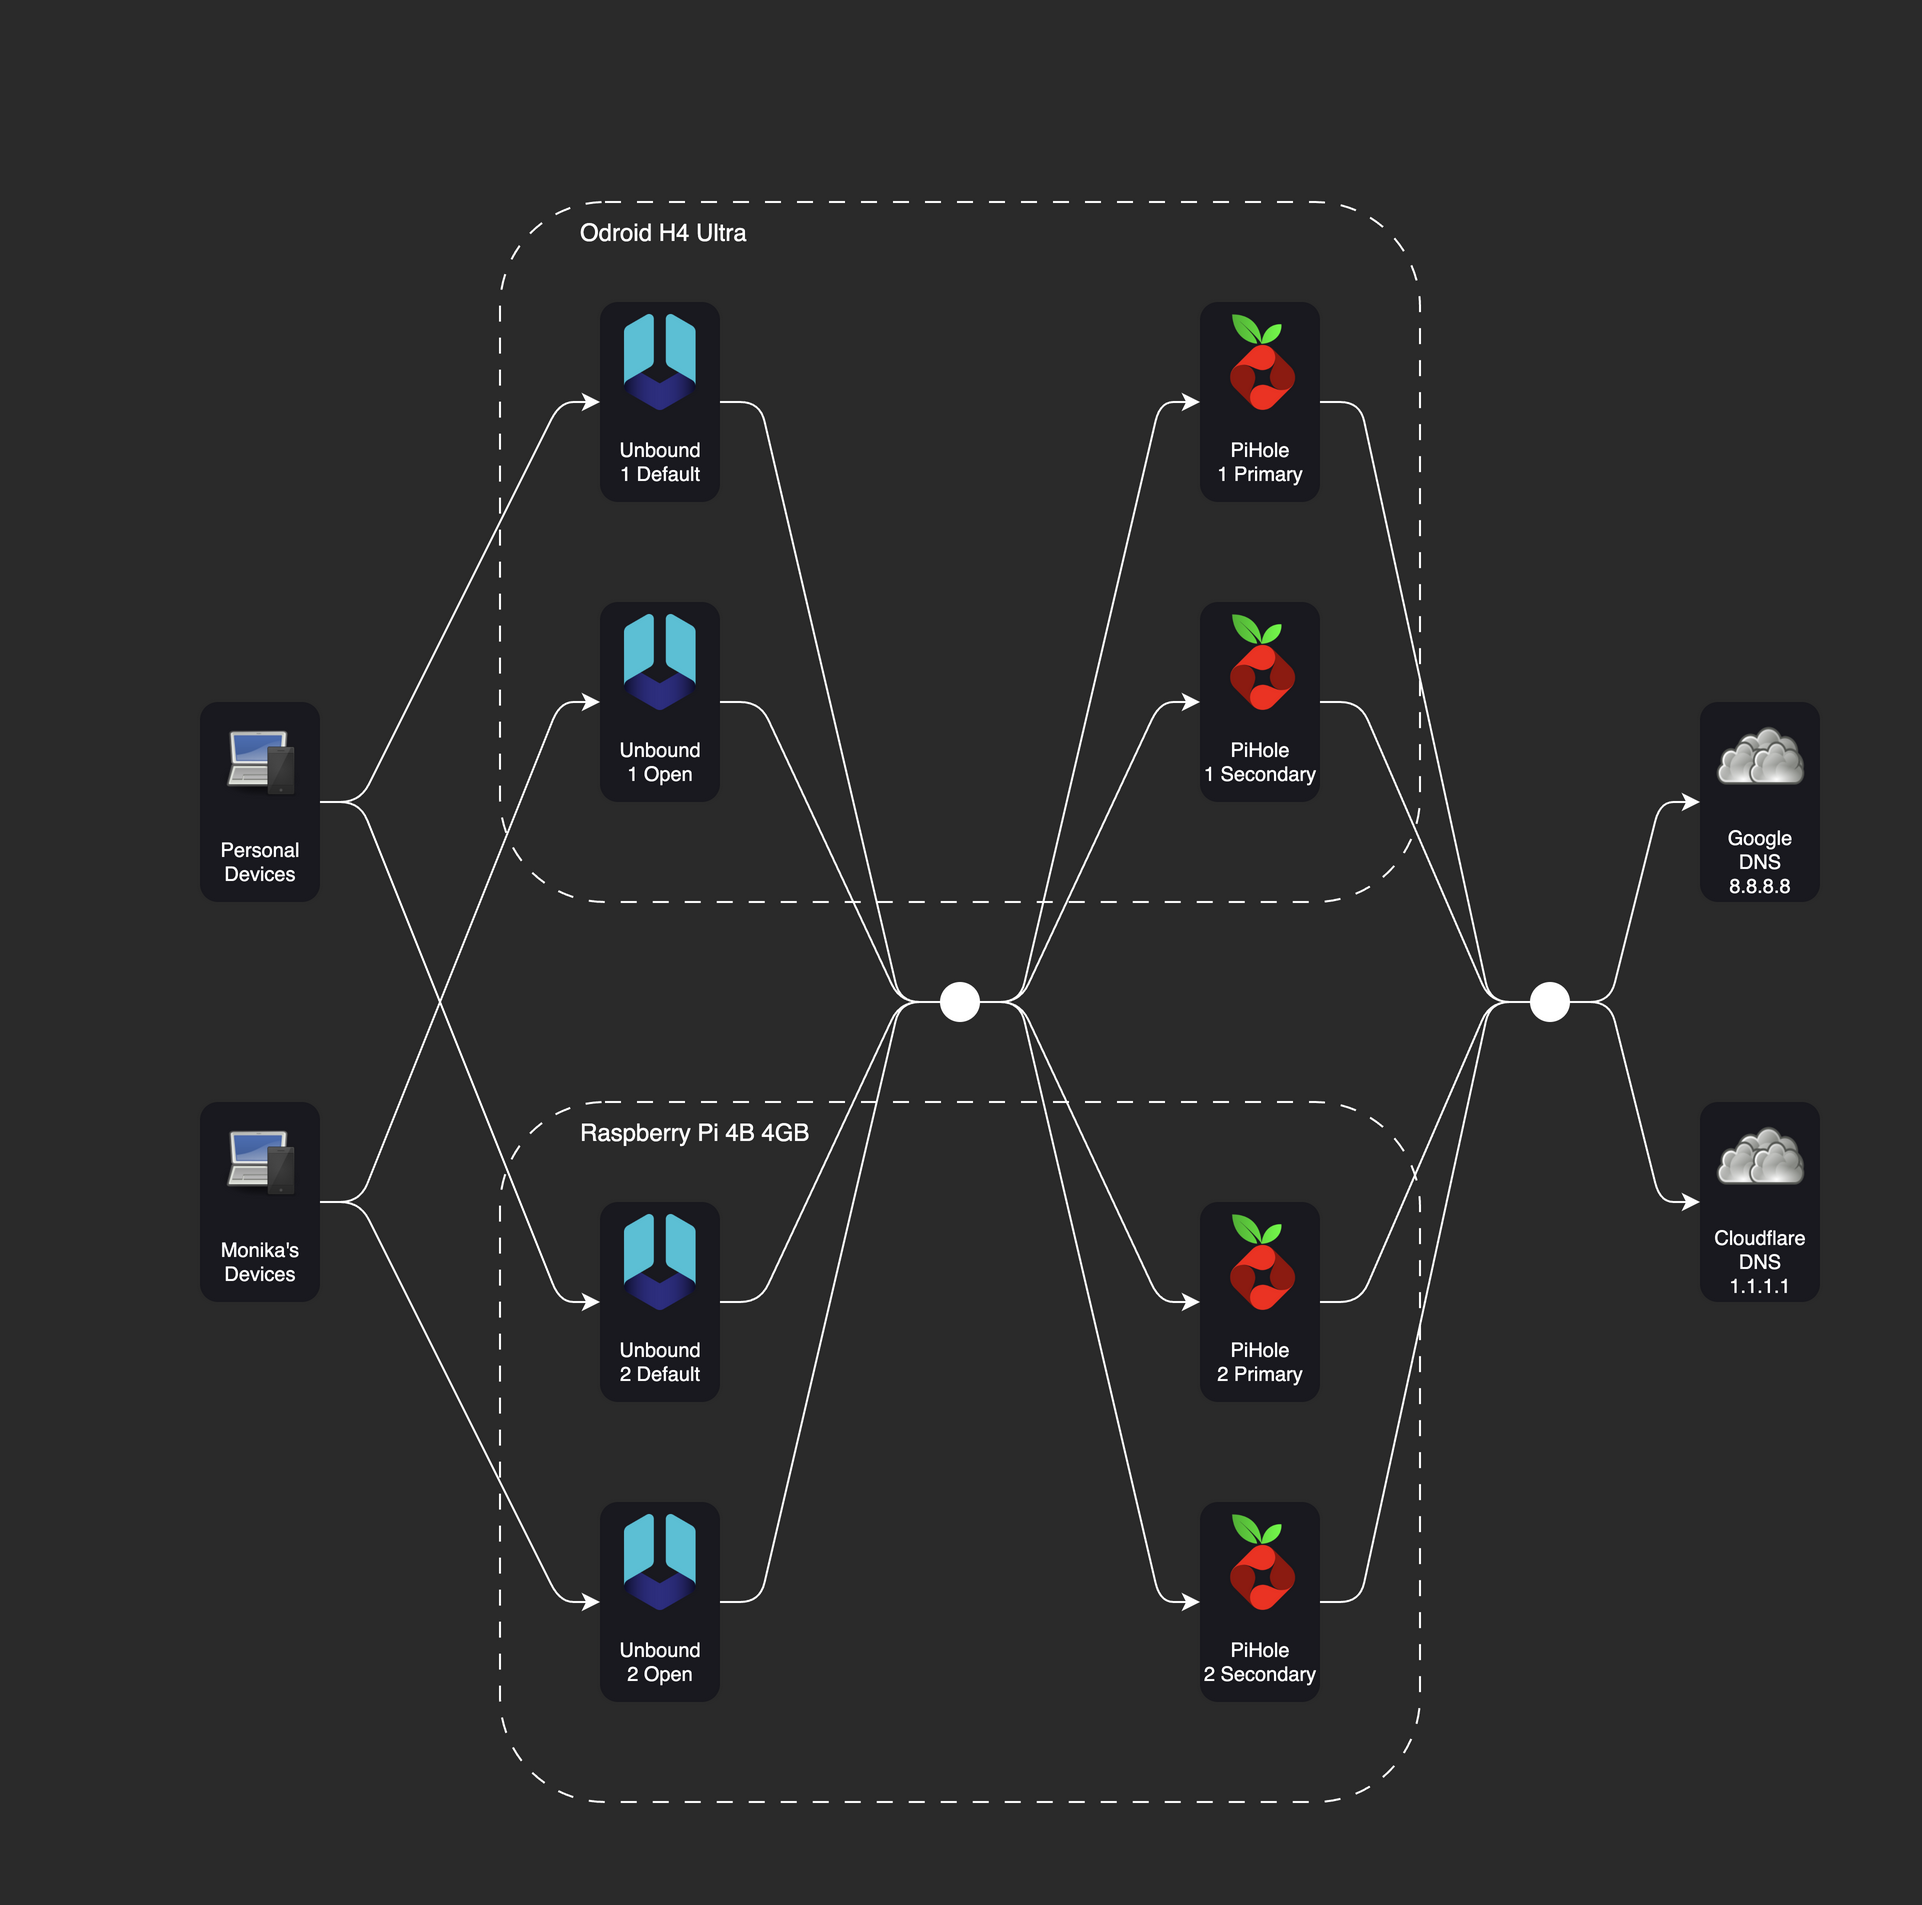 Odroid H4 Ultra
Unbound
1 Default
PiHole
1 Primary
Unbound
1 Open
PiHole
1 Secondary
Personal
Devices
Google
DNS
8.8.8.8
Raspberry Pi 4B 4GB
Monika's
Devices
Cloudflare
DNS
1.1.1.1
Unbound
2 Default
PiHole
2 Primary
Unbound
2 Open
PiHole
2 Secondary